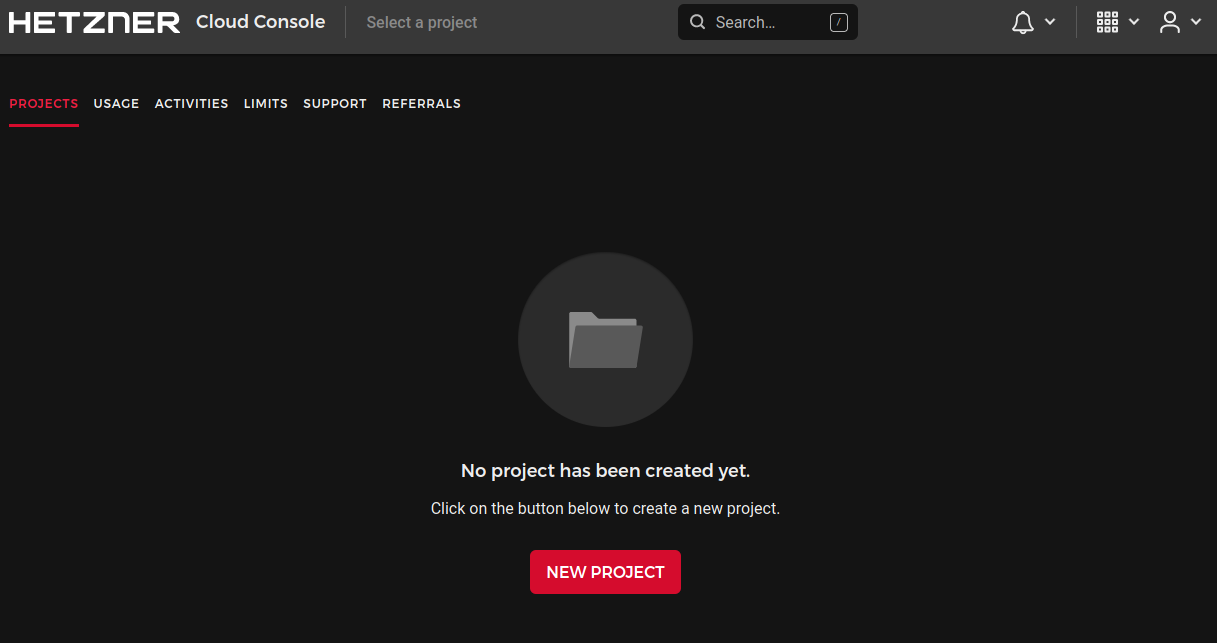 HETZNER Cloud Console Select a project Search... /
PROJECTS USAGE ACTIVITIES LIMITS SUPPORT REFERRALS
No project has been created yet.
Click on the button below to create a new project.
NEW PROJECT